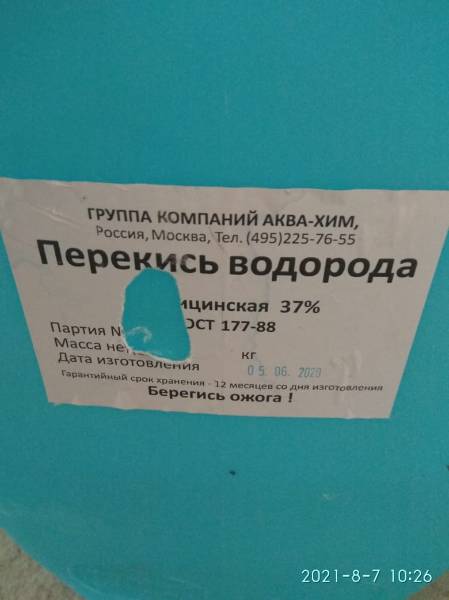 ГРУППА КОМПАНИЙ АКВА-ХИМ,
Россия, Москва, Тел. (495)225-76-55
Перекись водорода
ицинская 37%
Партия N ОСТ 177-88
Масса не кг
Дата изготовления 05. 06. 2020
Гарантийный срок хранения - 12 месяцев со дня изготовления
Берегись ожога !
2021-8-7 10:26